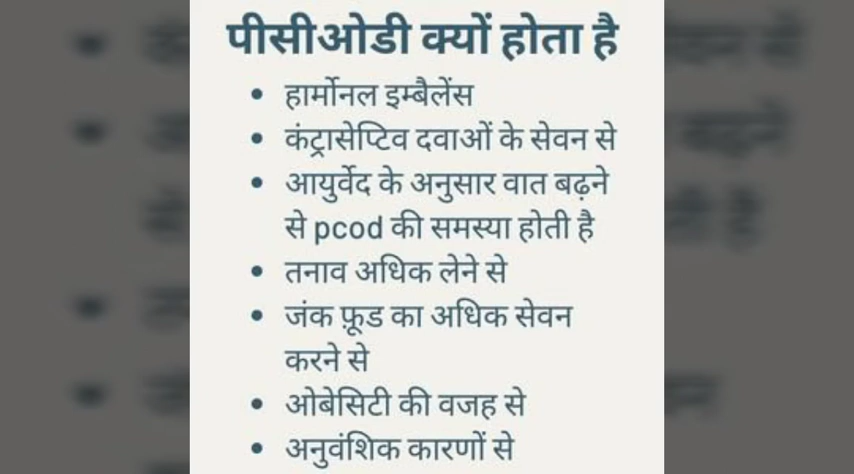 पीसीओडी क्यों होता है
• हार्मोनल इम्बैलेंस
• कंट्रासेप्टिव दवाओं के सेवन से
• आयुर्वेद के अनुसार वात बढ़ने
से pcod की समस्या होती है
• तनाव अधिक लेने से
• जंक फ़ूड का अधिक सेवन
करने से
• ओबेसिटी की वजह से
• अनुवंशिक कारणों से